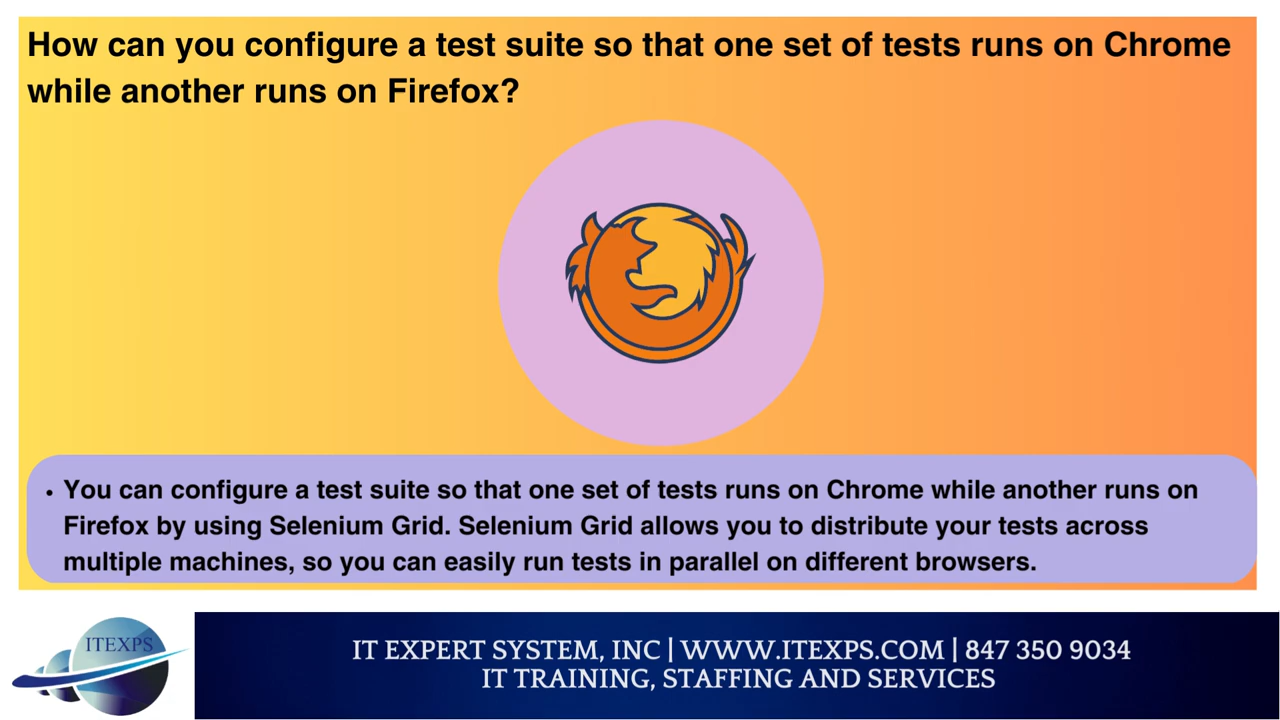 How can you configure a test suite so that one set of tests runs on Chrome
while another runs on Firefox?
• You can configure a test suite so that one set of tests runs on Chrome while another runs on
Firefox by using Selenium Grid. Selenium Grid allows you to distribute your tests across
multiple machines, so you can easily run tests in parallel on different browsers.
ITEXPS
IT EXPERT SYSTEM, INC | WWW.ITEXPS.COM | 847 350 9034
IT TRAINING, STAFFING AND SERVICES